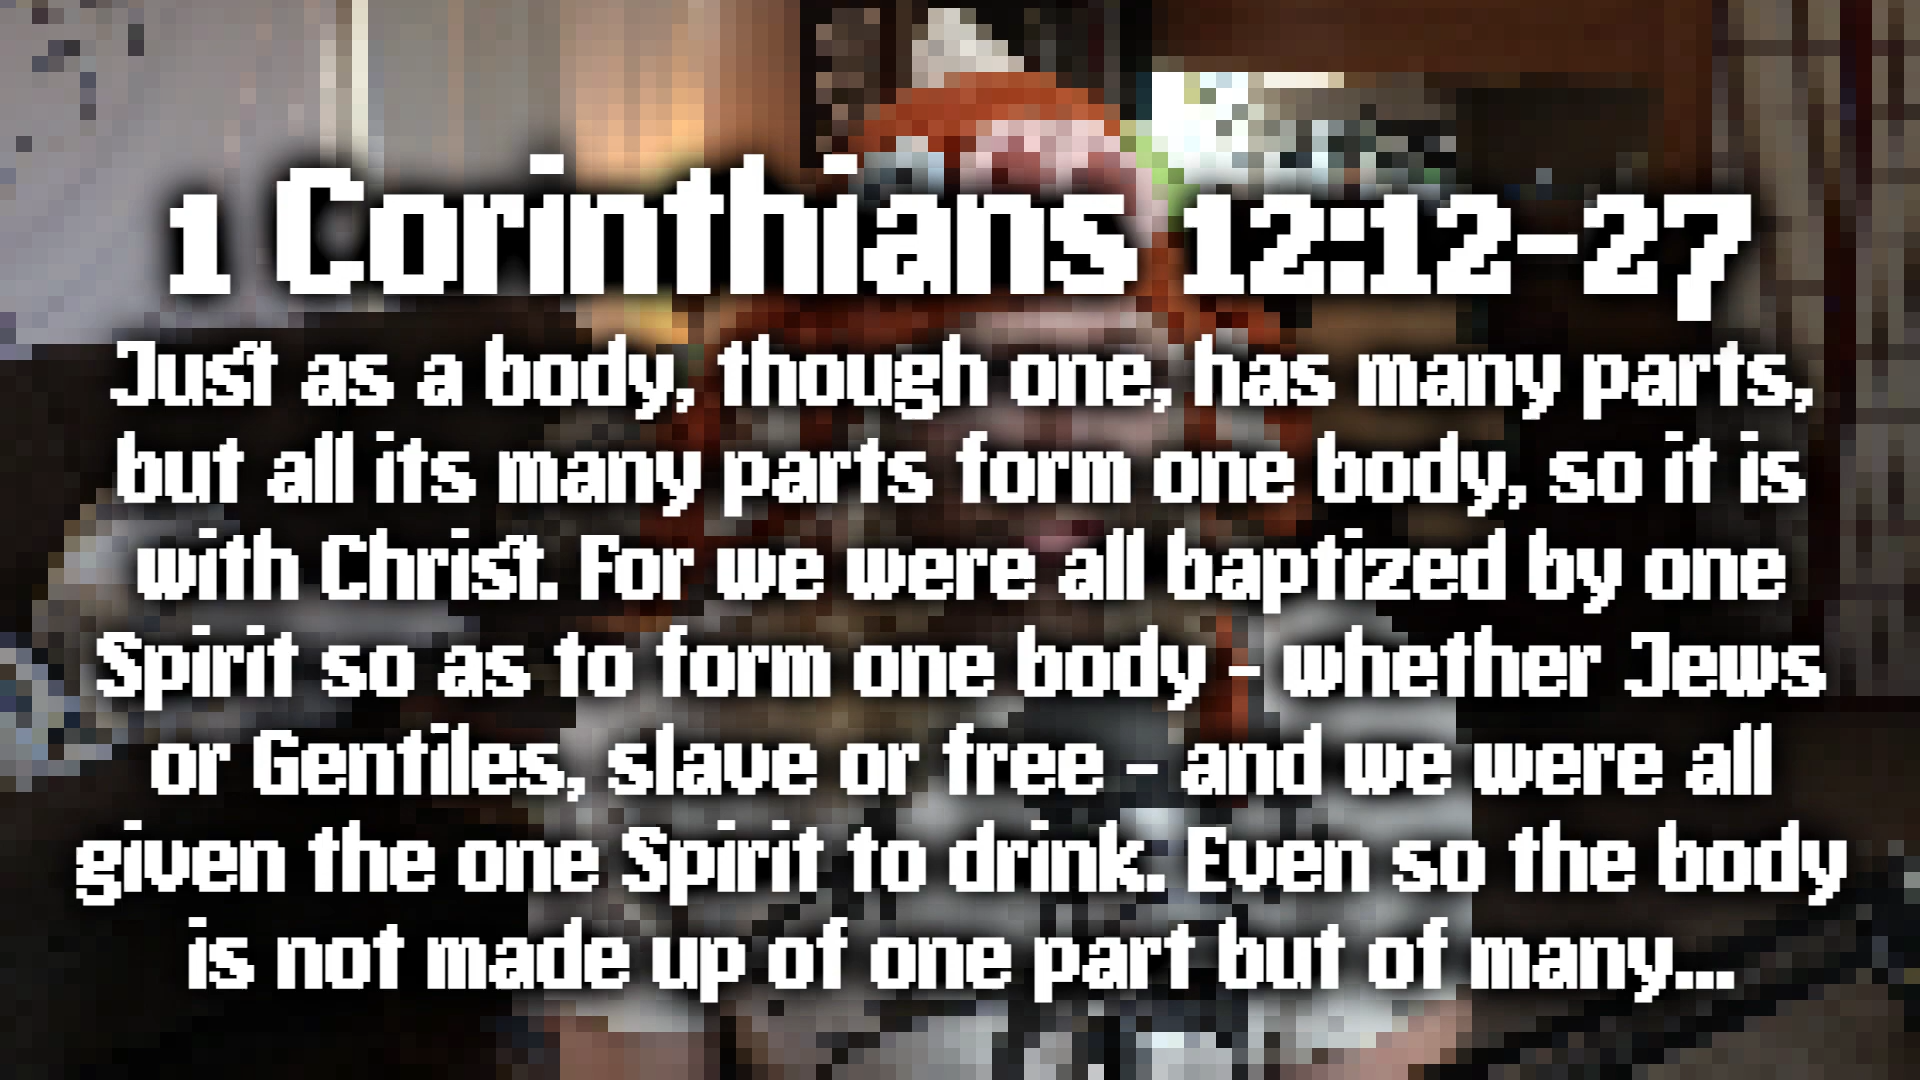 1 Corinthians 12:12-27
Just as a body, though one, has many parts,
but all its many parts form one body, so it is
with Christ. For we were all baptized by one
Spirit so as to form one body - whether Jews
or Gentiles, slave or free - and we were all
given the one Spirit to drink. Even so the body
is not made up of one part but of many...